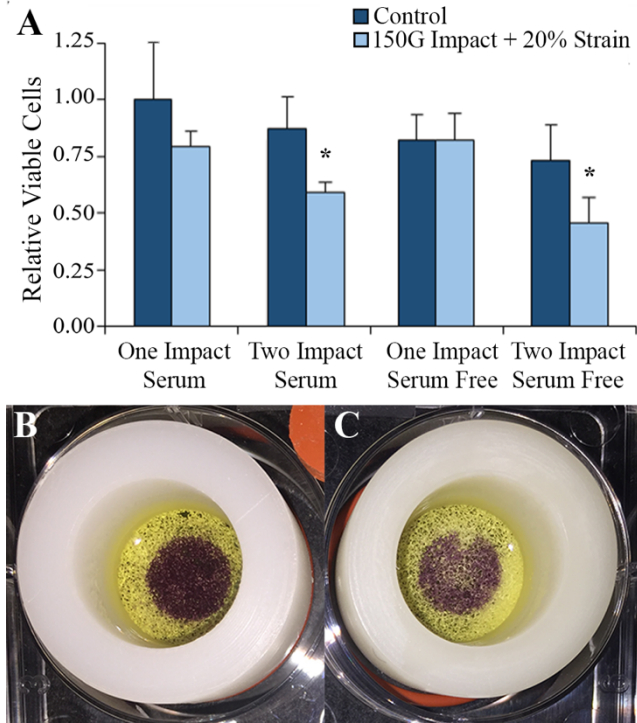 A
Control
150G Impact + 20% Strain
Relative Viable Cells
1.25
1.00
0.75
0.50
0.25
0.00
*
*
One Impact
Serum
Two Impact
Serum
One Impact
Serum Free
Two Impact
Serum Free
B
C